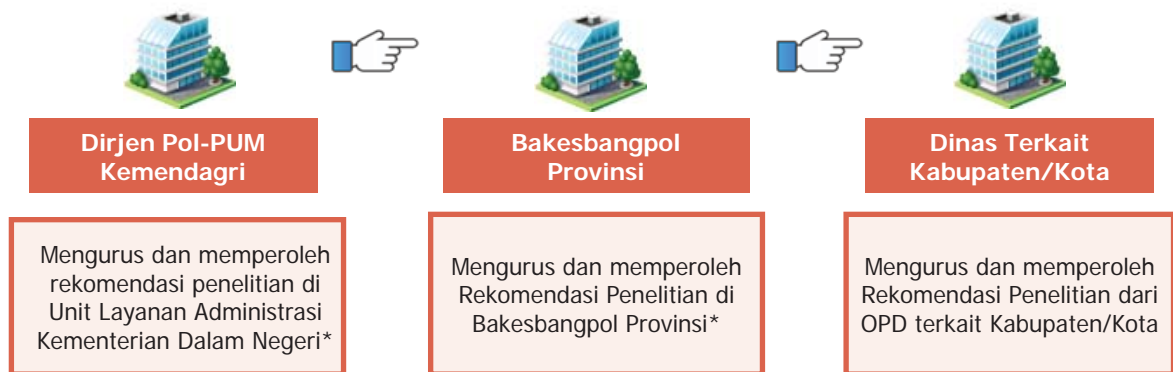 Dirjen Pol-PUM
Kemendagri
Bakesbangpol
Provinsi
Dinas Terkait
Kabupaten/Kota
Mengurus dan memperoleh
rekomendasi penelitian di
Unit Layanan Administrasi
Kementerian Dalam Negeri*
Mengurus dan memperoleh
Rekomendasi Penelitian di
Bakesbangpol Provinsi*
Mengurus dan memperoleh
Rekomendasi Penelitian dari
OPD terkait Kabupaten/Kota